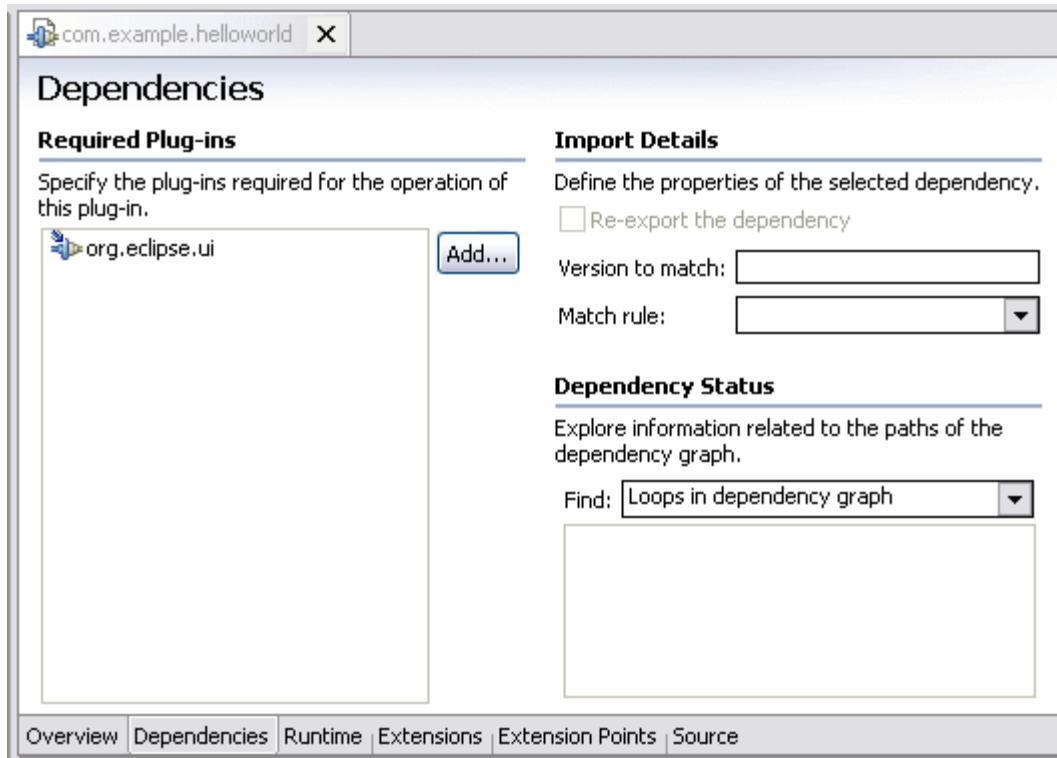 com.example.helloworld
Dependencies
Required Plug-ins
Specify the plug-ins required for the operation of
this plug-in.
org.eclipse.ui
Add...
Import Details
Define the properties of the selected dependency.
Re-export the dependency
Version to match:
Match rule:
Dependency Status
Explore information related to the paths of the
dependency graph.
Find: Loops in dependency graph
Overview Dependencies Runtime Extensions Extension Points Source